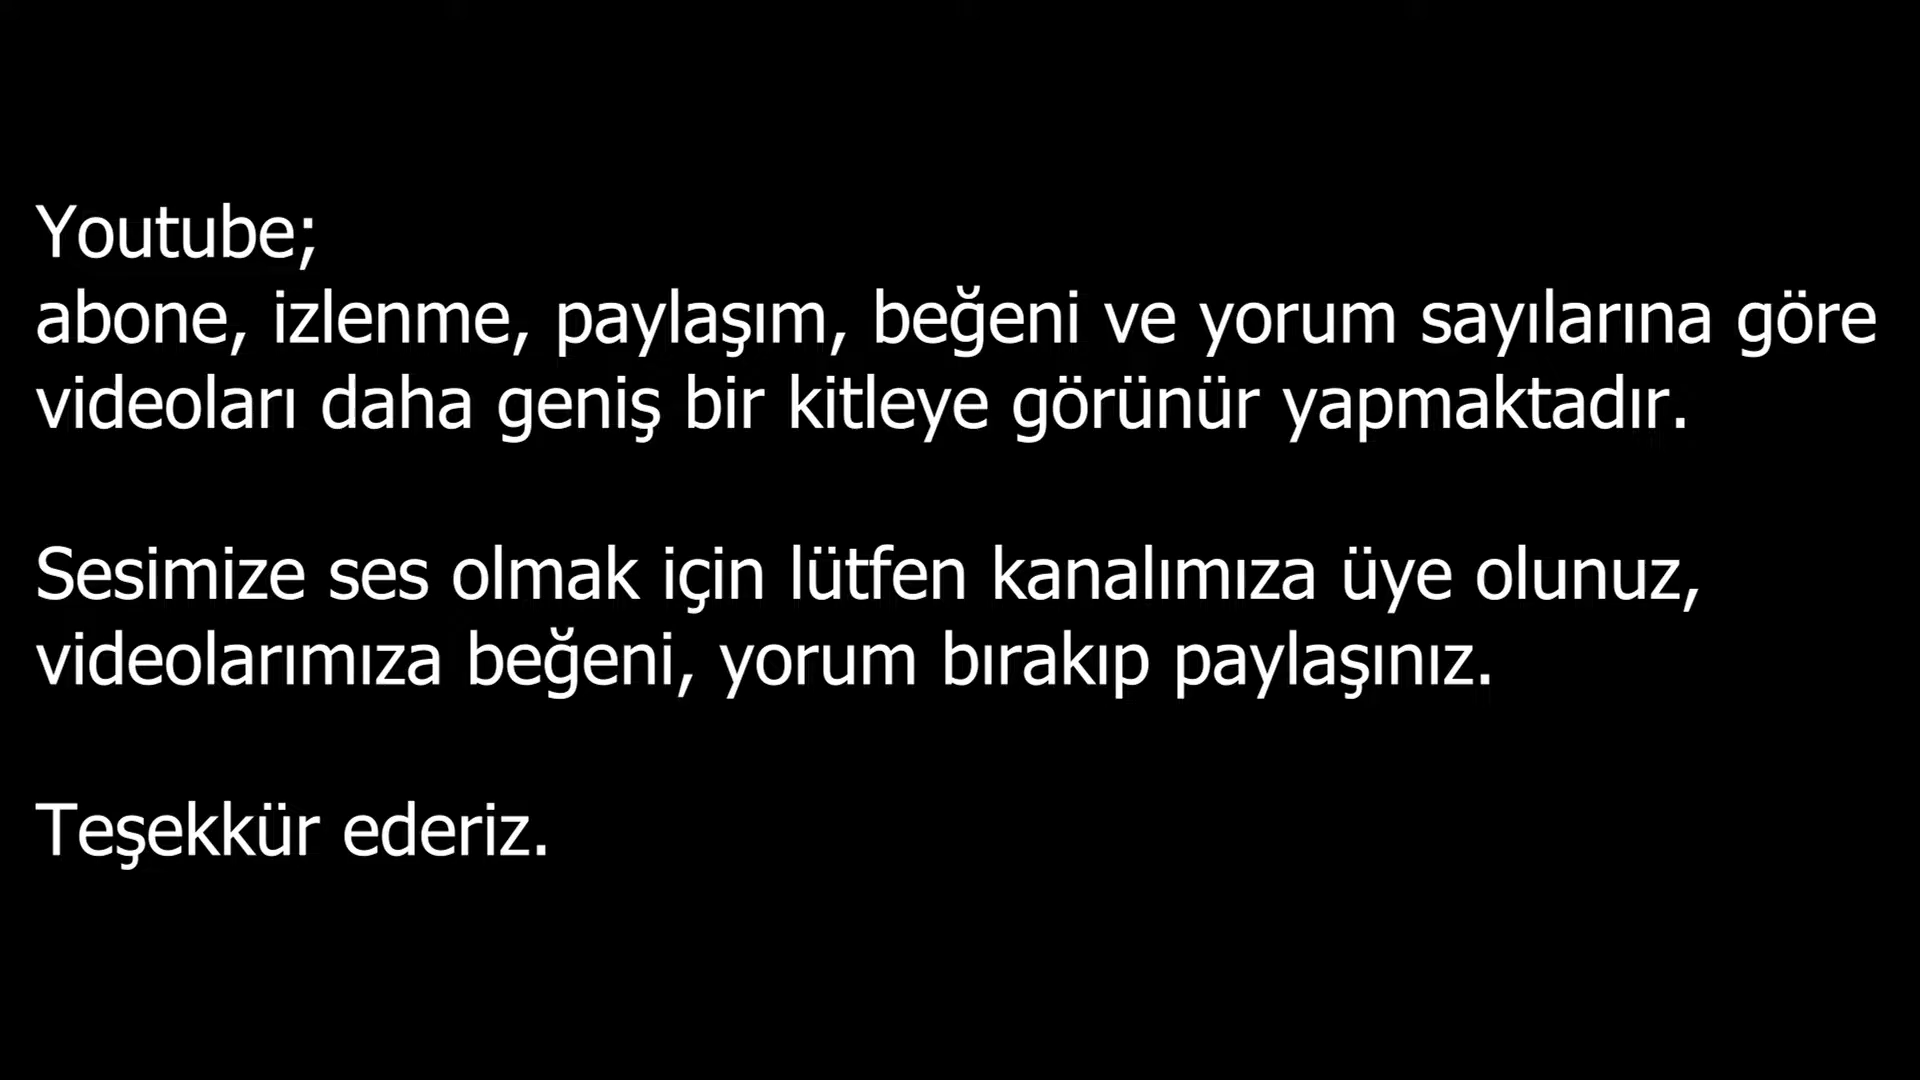 Youtube;
abone, izlenme, paylaşım, beğeni ve yorum sayılarına göre
videoları daha geniş bir kitleye görünür yapmaktadır.
Sesimize ses olmak için lütfen kanalımıza üye olunuz,
videolarımıza beğeni, yorum bırakıp paylaşınız.
Teşekkür ederiz.